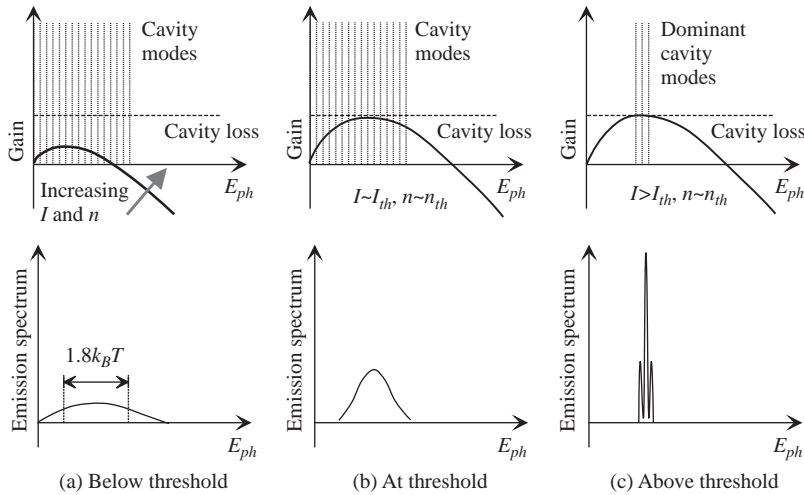 Gain
Cavity
modes
Cavity loss
Increasing
I and n
E_ph
Gain
Cavity
modes
Cavity loss
I~I_th, n~n_th
E_ph
Gain
Dominant
cavity
modes
Cavity loss
I>I_th, n~n_th
E_ph
Emission spectrum
1.8k_BT
E_ph
Emission spectrum
E_ph
Emission spectrum
E_ph
(a) Below threshold
(b) At threshold
(c) Above threshold